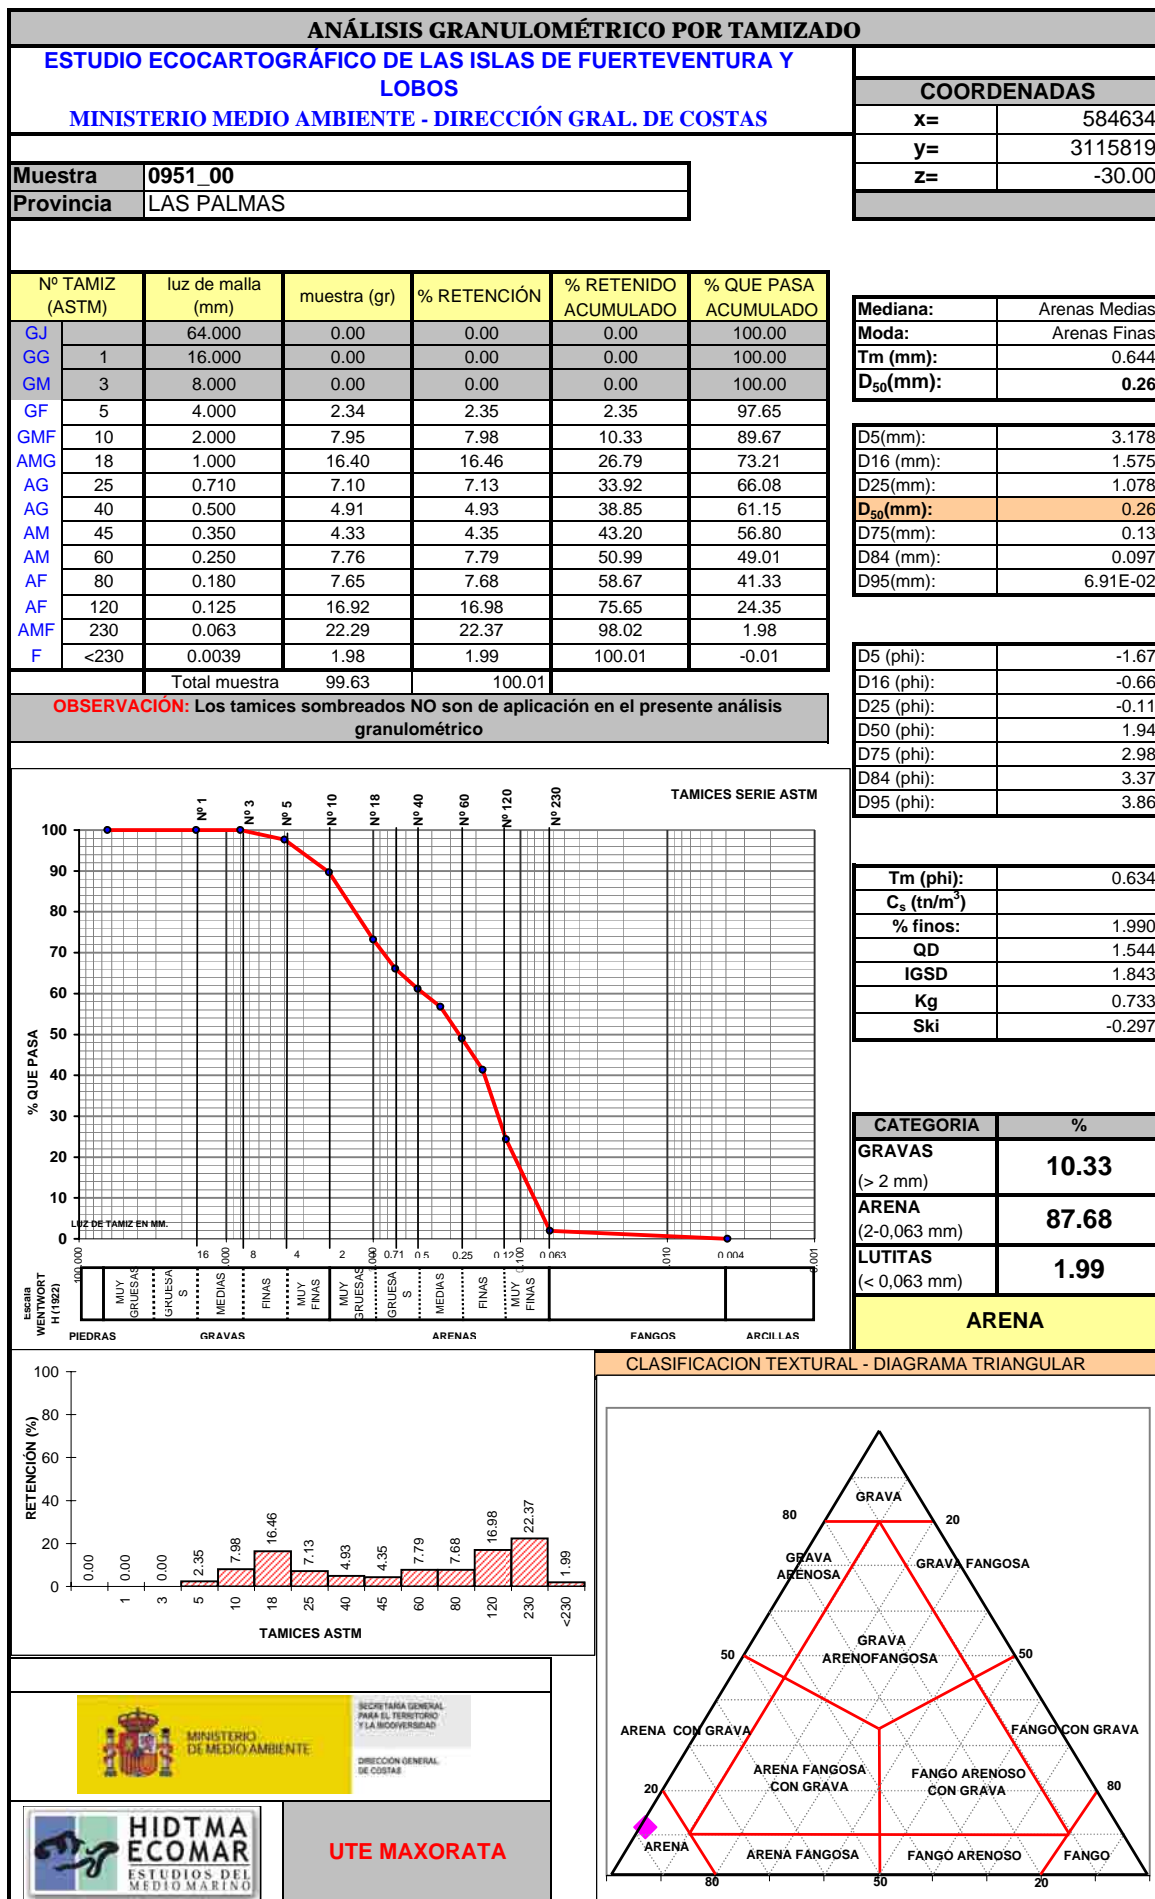 ANÁLISIS GRANULOMÉTRICO POR TAMIZADO
ESTUDIO ECOCARTOGRÁFICO DE LAS ISLAS DE FUERTEVENTURA Y
LOBOS
MINISTERIO MEDIO AMBIENTE - DIRECCIÓN GRAL. DE COSTAS
COORDENADAS
x= 584634
y= 3115819
z= -30.00
Muestra 0951_00
Provincia LAS PALMAS
Nº TAMIZ (ASTM) luz de malla (mm) muestra (gr) % RETENCIÓN % RETENIDO ACUMULADO % QUE PASA ACUMULADO
GJ 64.000 0.00 0.00 0.00 100.00
GG 1 16.000 0.00 0.00 0.00 100.00
GM 3 8.000 0.00 0.00 0.00 100.00
GF 5 4.000 2.34 2.35 2.35 97.65
GMF 10 2.000 7.95 7.98 10.33 89.67
AMG 18 1.000 16.40 16.46 26.79 73.21
AG 25 0.710 7.10 7.13 33.92 66.08
AG 40 0.500 4.91 4.93 38.85 61.15
AM 45 0.350 4.33 4.35 43.20 56.80
AM 60 0.250 7.76 7.79 50.99 49.01
AF 80 0.180 7.65 7.68 58.67 41.33
AF 120 0.125 16.92 16.98 75.65 24.35
AMF 230 0.063 22.29 22.37 98.02 1.98
F <230 0.0039 1.98 1.99 100.01 -0.01
Total muestra 99.63 100.01
OBSERVACIÓN: Los tamices sombreados NO son de aplicación en el presente análisis
granulométrico
Mediana: Arenas Medias
Moda: Arenas Finas
Tm (mm): 0.644
D50(mm): 0.26
D5(mm): 3.178
D16 (mm): 1.575
D25(mm): 1.078
D50(mm): 0.26
D75(mm): 0.13
D84 (mm): 0.097
D95(mm): 6.91E-02
D5 (phi): -1.67
D16 (phi): -0.66
D25 (phi): -0.11
D50 (phi): 1.94
D75 (phi): 2.98
D84 (phi): 3.37
D95 (phi): 3.86
Tm (phi): 0.634
Cs (tn/m3)
% finos: 1.990
QD 1.544
IGSD 1.843
Kg 0.733
Ski -0.297
CATEGORIA %
GRAVAS
(> 2 mm) 10.33
ARENA
(2-0,063 mm) 87.68
LUTITAS
(< 0,063 mm) 1.99
ARENA
TAMICES SERIE ASTM
Nº 1 Nº 3 Nº 5 Nº 10 Nº 18 Nº 40 Nº 60 Nº 120 Nº 230
% QUE PASA
100
90
80
70
60
50
40
30
20
10
0
LUZ DE TAMIZ EN MM.
16 8 4 2 0.71 0.5 0.25 0.12 0.063 0.004
100.000 0.100 0.001
Escala
WENTWORT
H (1922)
MUY GRUESAS GRUESA S MEDIAS FINAS MUY FINAS MUY GRUESAS GRUESA S MEDIAS FINAS MUY FINAS
PIEDRAS GRAVAS ARENAS FANGOS ARCILLAS
RETENCIÓN (%)
100
80
60
40
20
0
0.00 0.00 0.00 2.35 7.98 16.46 7.13 4.93 4.35 7.79 7.68 16.98 22.37 1.99
1 3 5 10 18 25 40 45 60 80 120 230 <230
TAMICES ASTM
CLASIFICACION TEXTURAL - DIAGRAMA TRIANGULAR
GRAVA
80 20
GRAVA
ARENOSA
GRAVA FANGOSA
GRAVA
ARENOFANGOSA
50 50
ARENA CON GRAVA
FANGO CON GRAVA
ARENA FANGOSA
CON GRAVA
FANGO ARENOSO
CON GRAVA
20 80
ARENA
ARENA FANGOSA
FANGO ARENOSO
FANGO
80 50 20
MINISTERIO
DE MEDIO AMBIENTE
SECRETARÍA GENERAL
PARA EL TERRITORIO
Y LA BIODIVERSIDAD
DIRECCIÓN GENERAL
DE COSTAS
HIDTMA
ECOMAR
ESTUDIOS DEL
MEDIO MARINO
UTE MAXORATA